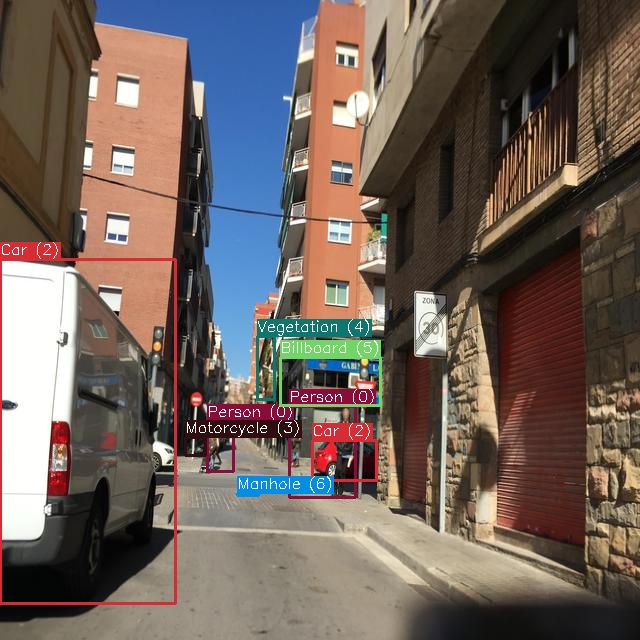 Car (2)
ZONA
30
Vegetation (4)
Billboard (5)
Person (0)
Person (0)
Motorcycle (3)
Car (2)
Manhole (6)